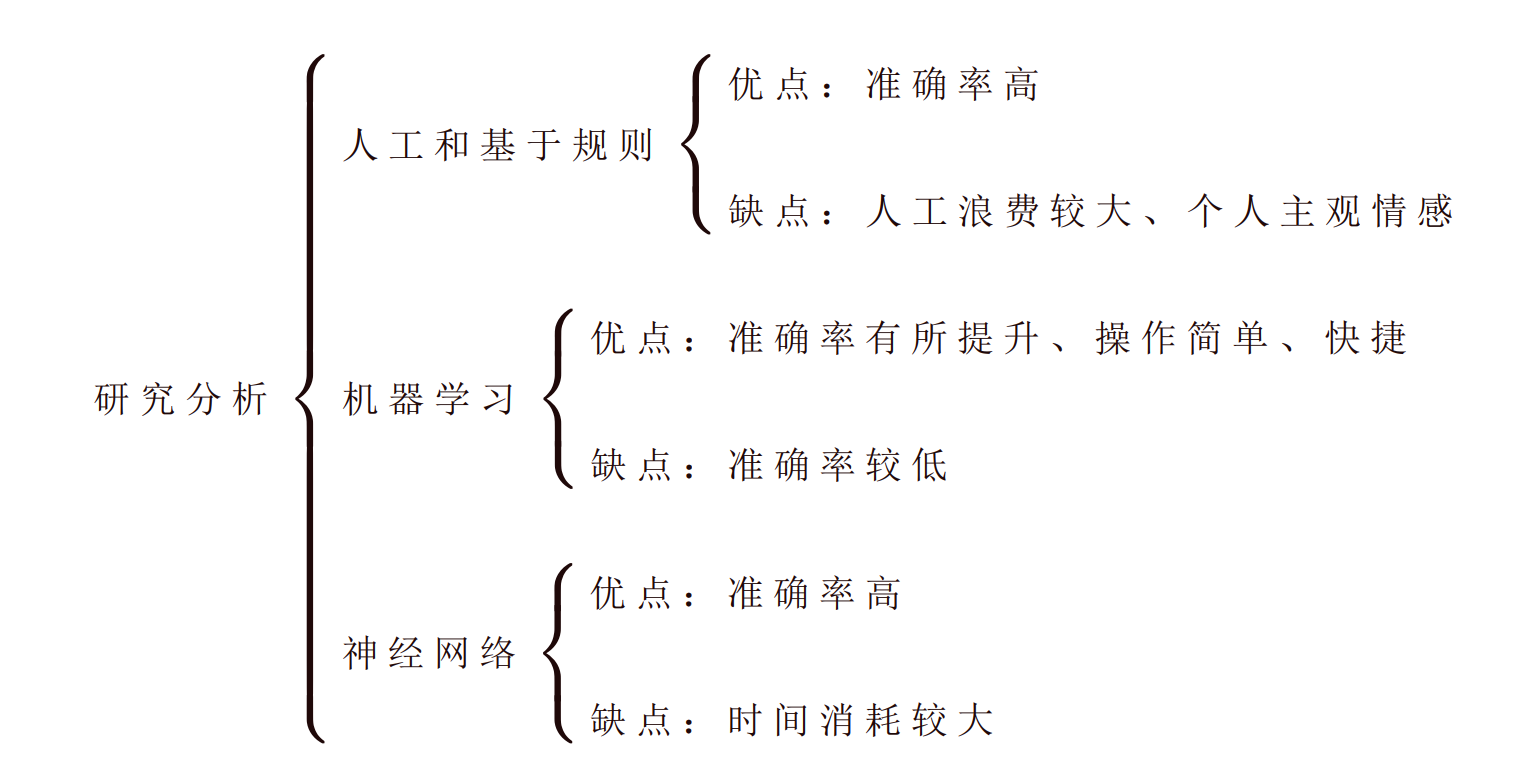 研究分析
人工和基于规则
优点：准确率高
缺点：人工浪费较大、个人主观情感
机器学习
优点：准确率有所提升、操作简单、快捷
缺点：准确率较低
神经网络
优点：准确率高
缺点：时间消耗较大